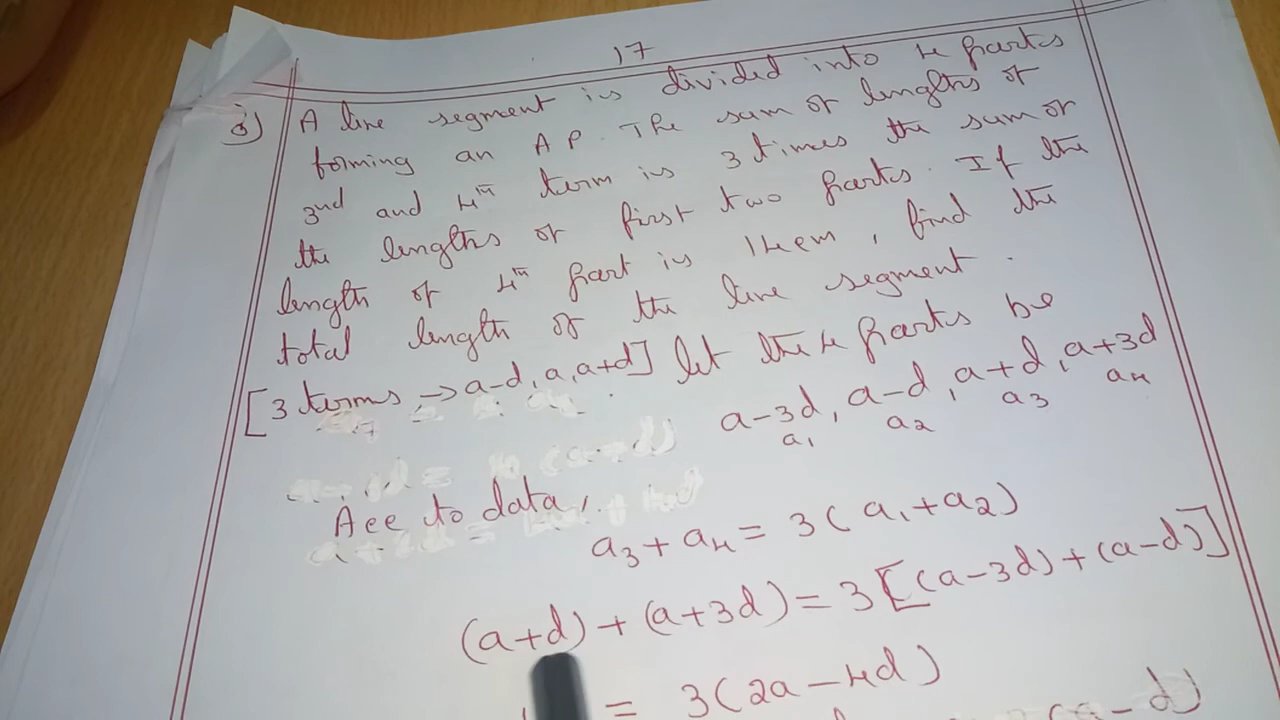 17
3) A line segment is divided into 4 parts
forming an A P. The sum of lengths of
3rd and 4th term is 3 times the sum of
the lengths of first two parts. If the
length of 4th part is 14cm, find the
total length of the line segment.
[3 terms → a-d, a, a+d] let the 4 parts be
a-3d, a-d, a+d, a+3d
a1 a2 a3 a4
Acc to data,
a3 + a4 = 3(a1+a2)
(a+d) + (a+3d) = 3[(a-3d)+(a-d)]
= 3(2a-4d)
(a-d)